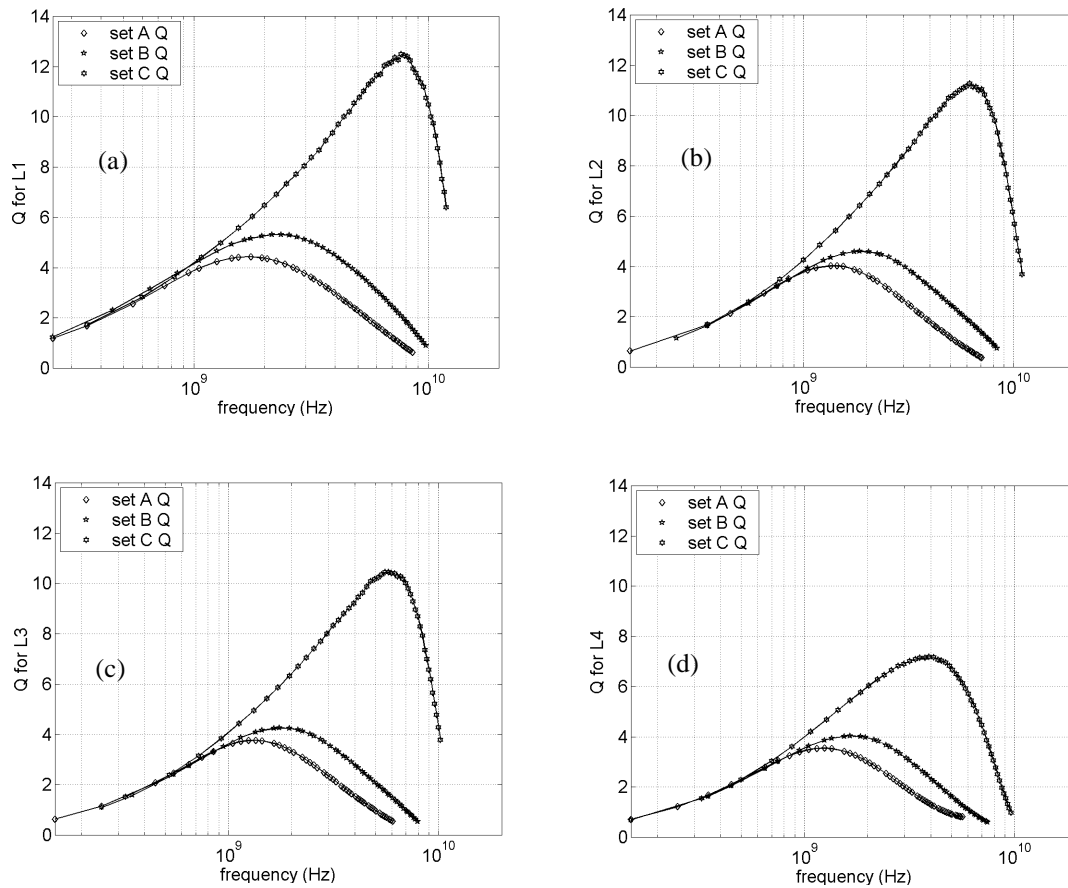 14
12
10
8
6
4
2
0
set A Q
set B Q
set C Q
(a)
Q for L1
10^9
10^10
frequency (Hz)
14
12
10
8
6
4
2
0
set A Q
set B Q
set C Q
(b)
Q for L2
10^9
10^10
frequency (Hz)
14
12
10
8
6
4
2
0
set A Q
set B Q
set C Q
(c)
Q for L3
10^9
10^10
frequency (Hz)
14
12
10
8
6
4
2
0
set A Q
set B Q
set C Q
(d)
Q for L4
10^9
10^10
frequency (Hz)